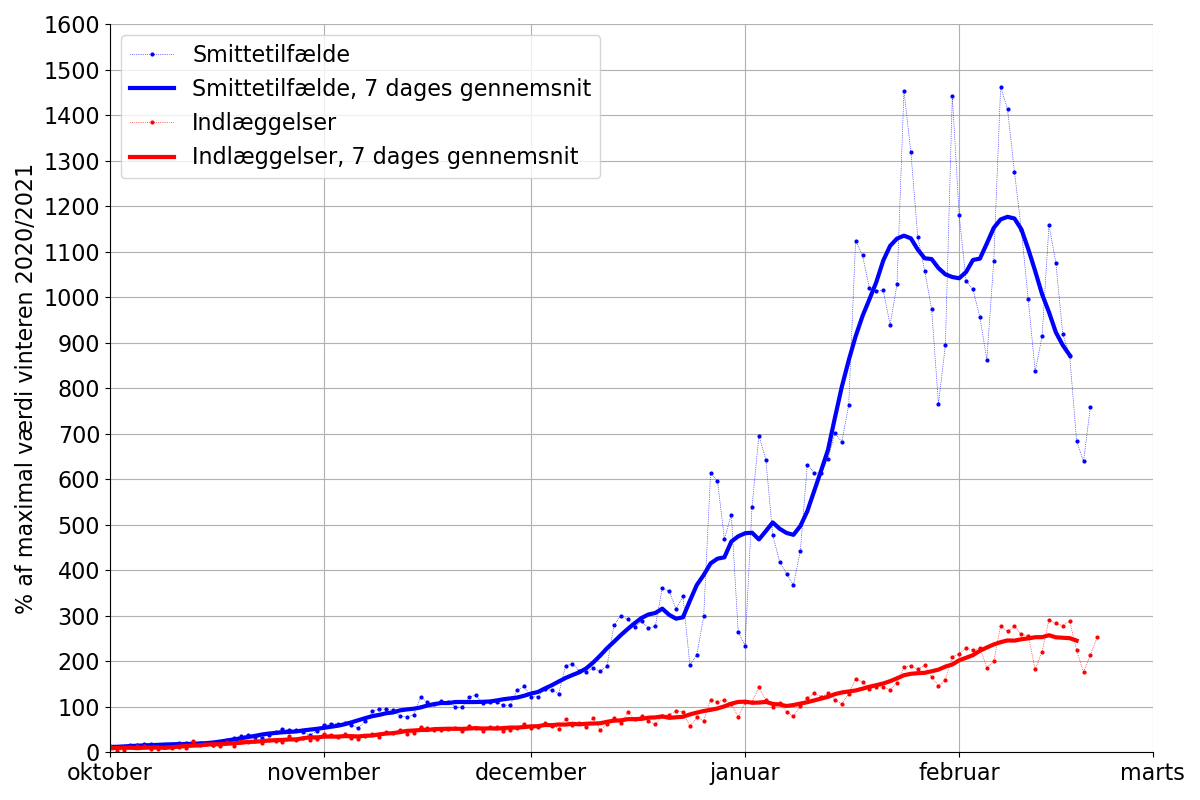 Smittetilfælde
Smittetilfælde, 7 dages gennemsnit
Indlæggelser
Indlæggelser, 7 dages gennemsnit
% af maximal værdi vinteren 2020/2021
1600
1500
1400
1300
1200
1100
1000
900
800
700
600
500
400
300
200
100
0
oktober november december januar februar marts